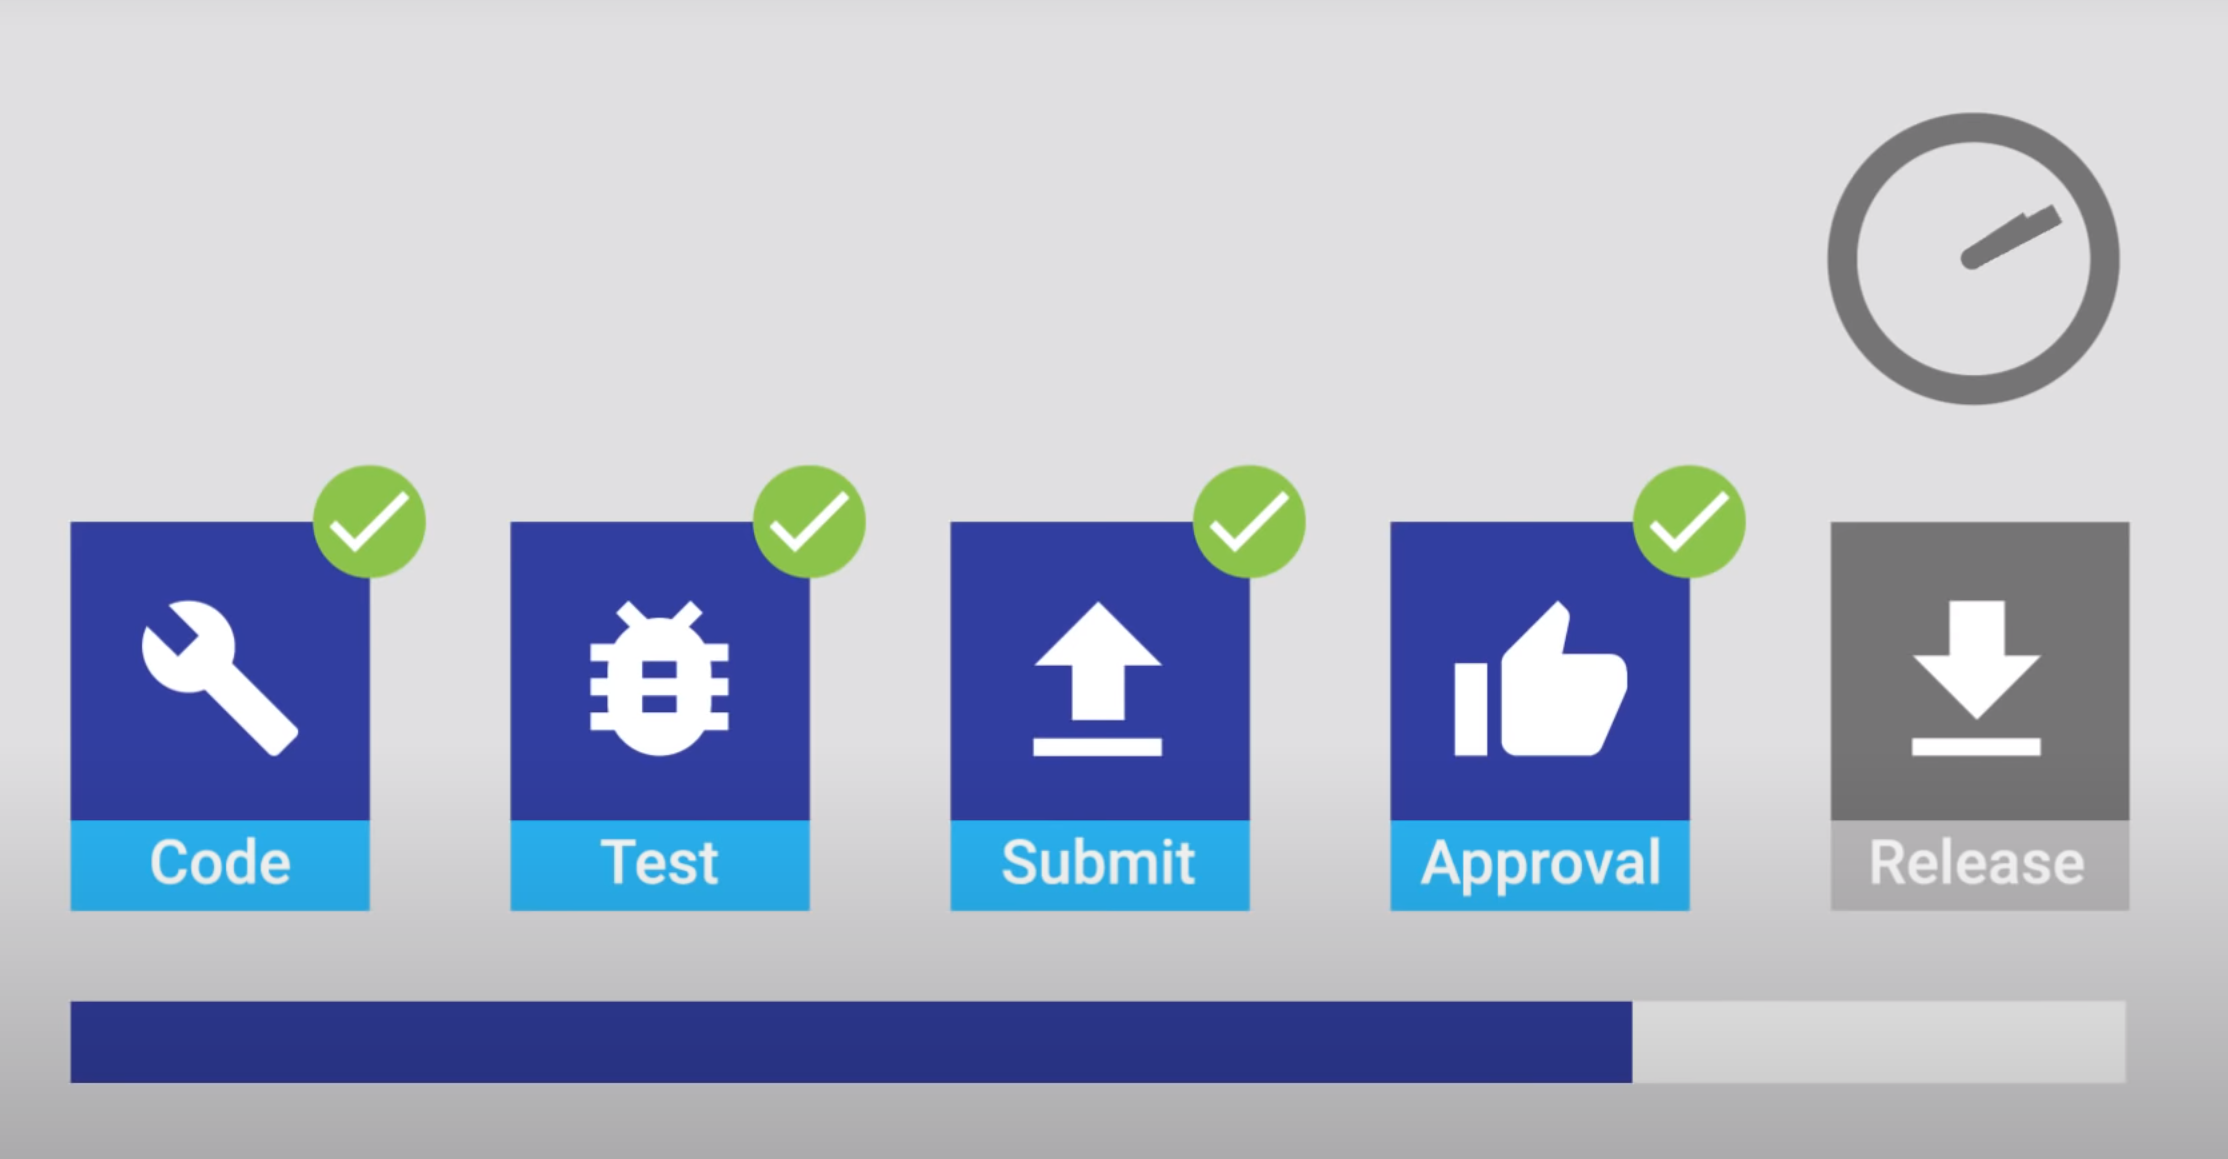 Code
Test
Submit
Approval
Release